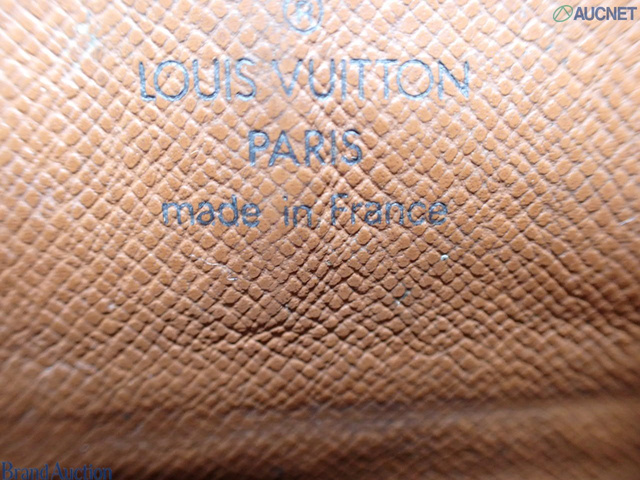 ®
AUCNET
LOUIS VUITTON
PARIS
made in France
Brand Auction